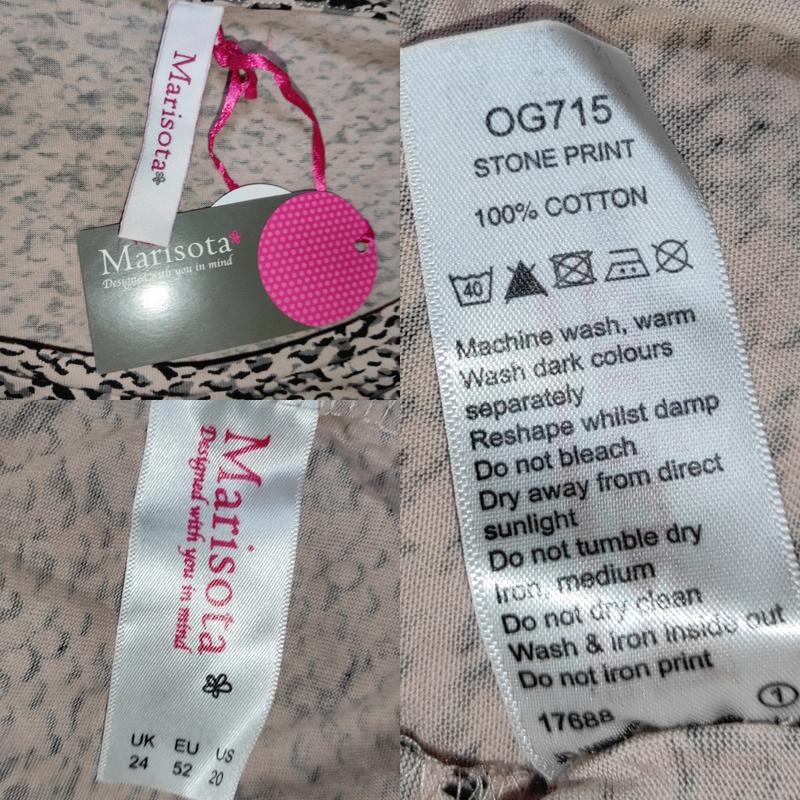 Marisota
Marisota
Designed with you in mind
OG715
STONE PRINT
100% COTTON
40
Machine wash, warm
Wash dark colours
separately
Reshape whilst damp
Do not bleach
Dry away from direct
sunlight
Do not tumble dry
Iron, medium
Do not dry clean
Wash & iron inside out
Do not iron print
17688
1
Marisota
Designed with you in mind
UK EU US
24 52 20